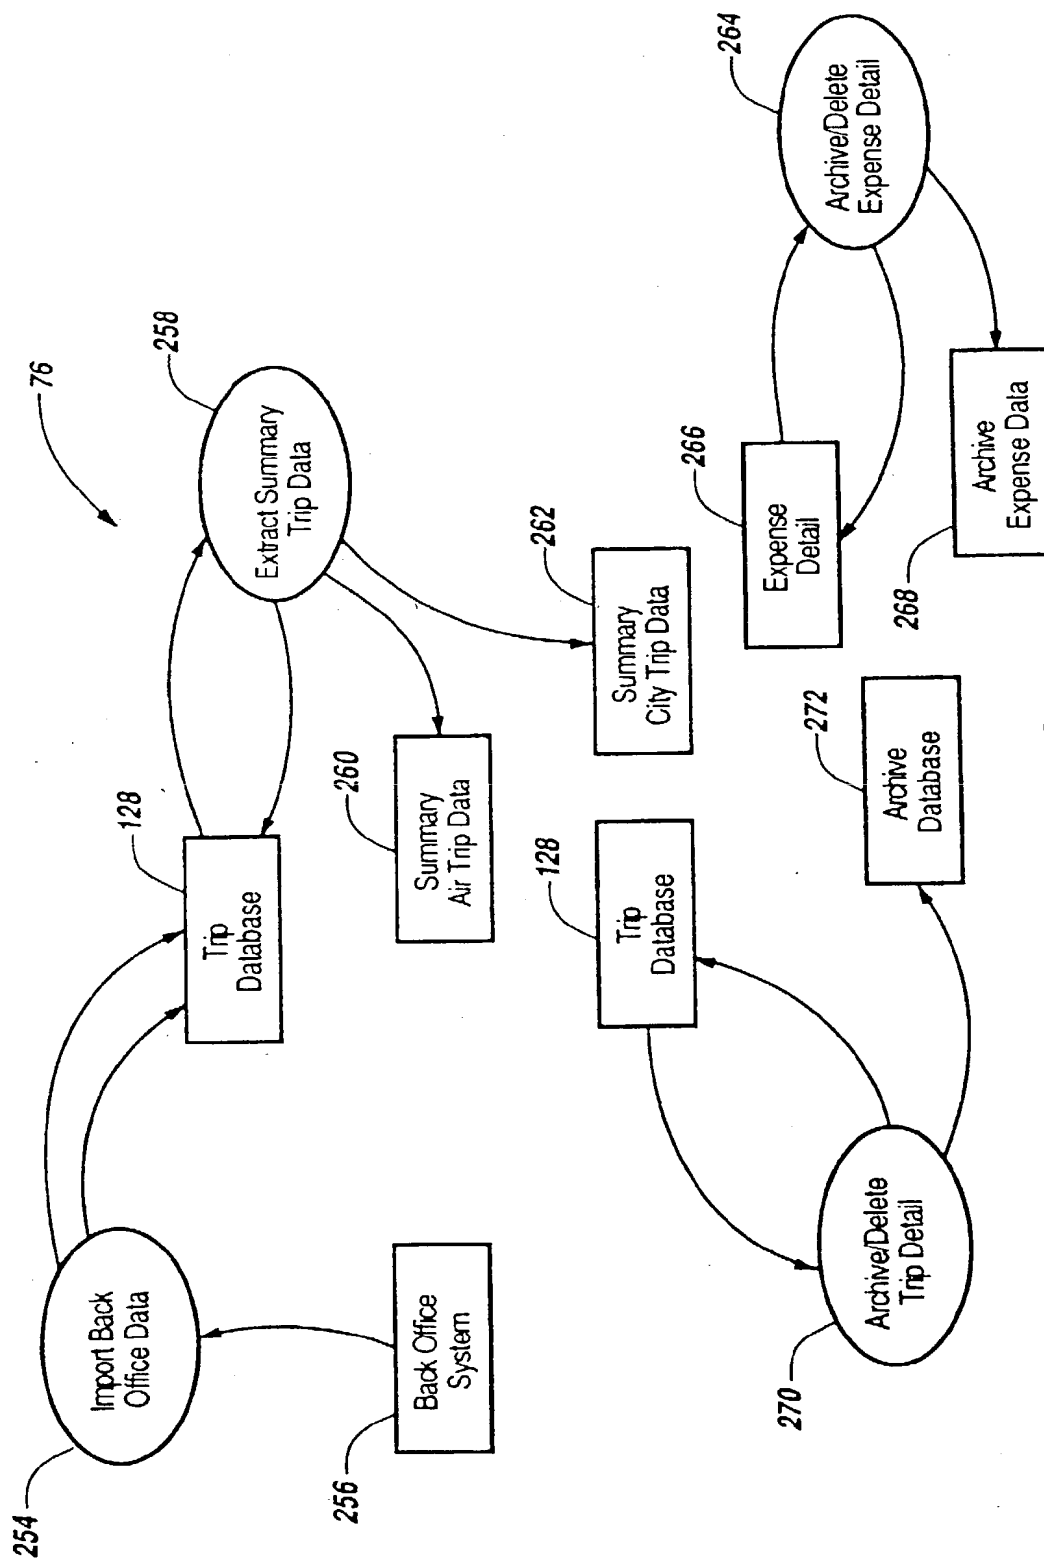 76
254
Import Back
Office Data
256
Back Office
System
128
Trip
Database
258
Extract Summary
Trip Data
260
Summary
Air Trip Data
262
Summary
City Trip Data
128
Trip
Database
270
Archive/Delete
Trip Detail
272
Archive
Database
266
Expense
Detail
264
Archive/Delete
Expense Detail
268
Archive
Expense Data